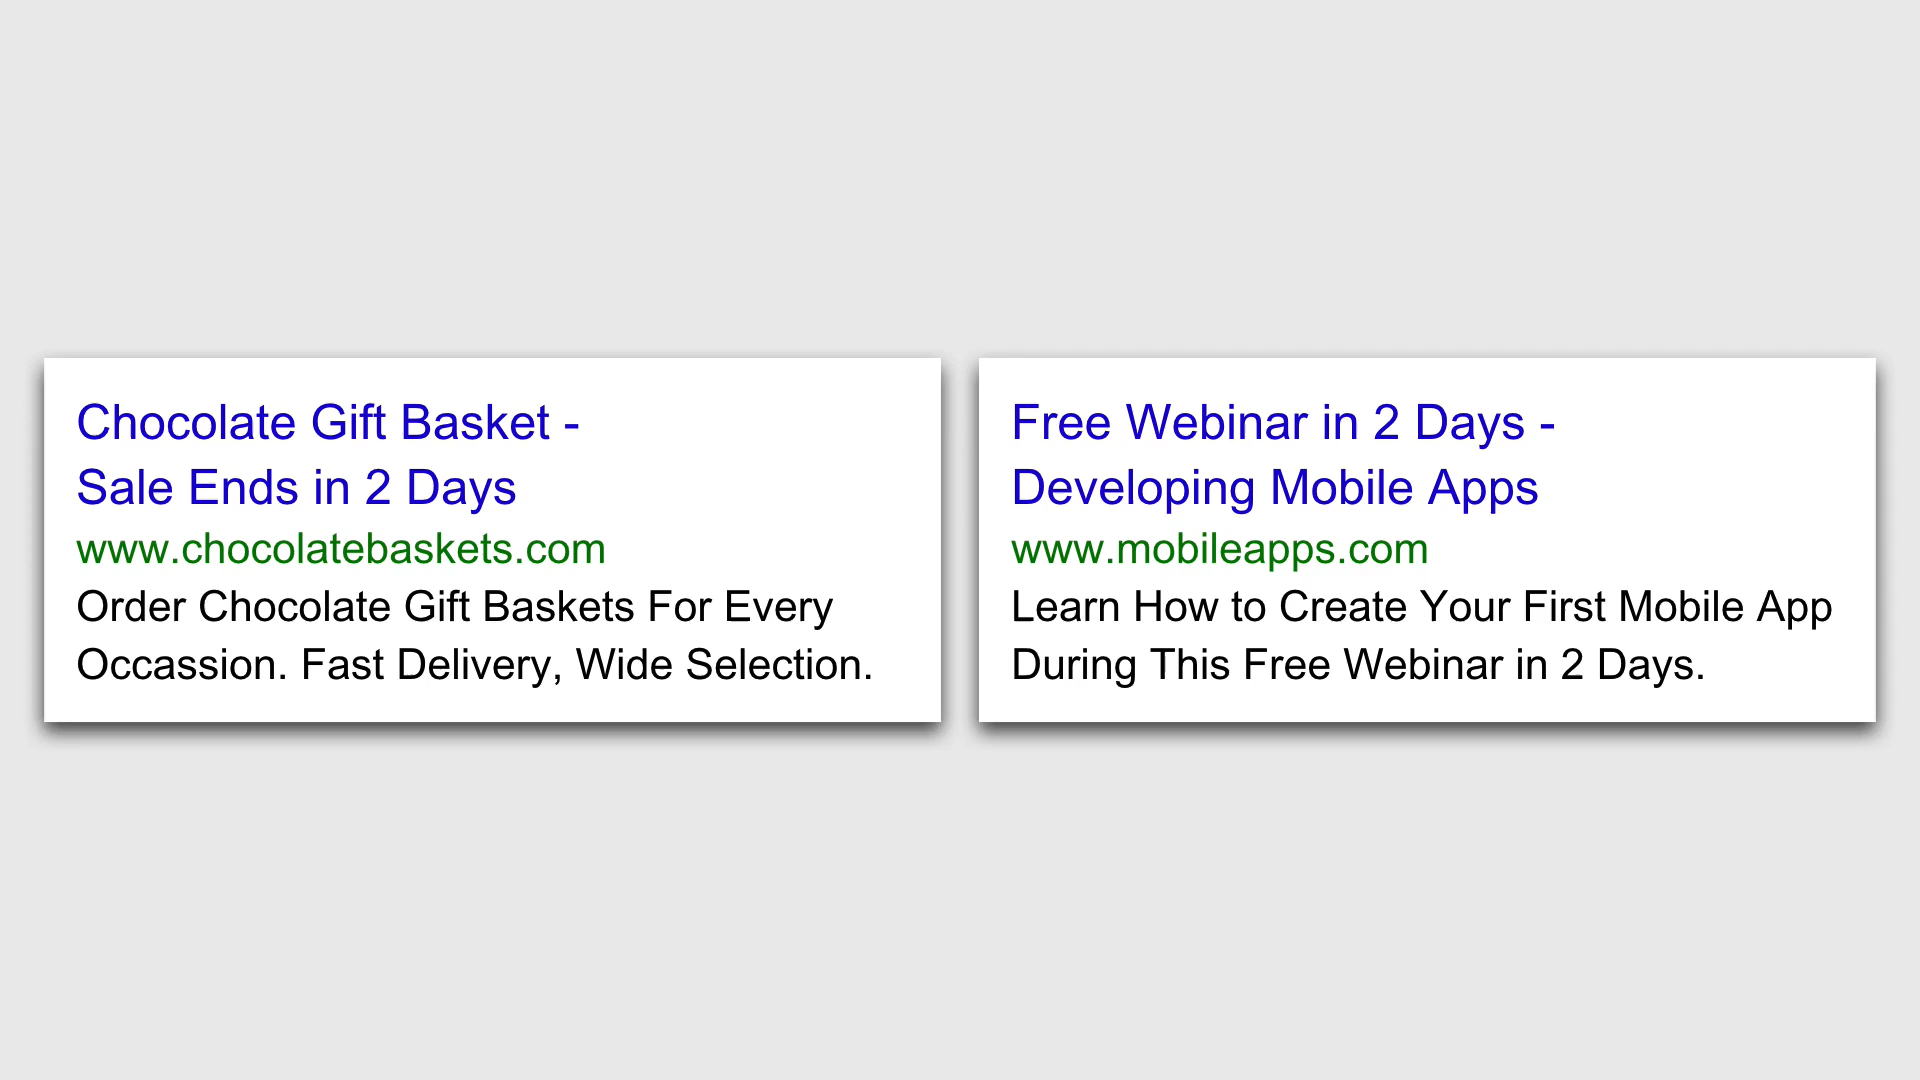 Chocolate Gift Basket -
Sale Ends in 2 Days
www.chocolatebaskets.com
Order Chocolate Gift Baskets For Every
Occassion. Fast Delivery, Wide Selection.
Free Webinar in 2 Days -
Developing Mobile Apps
www.mobileapps.com
Learn How to Create Your First Mobile App
During This Free Webinar in 2 Days.